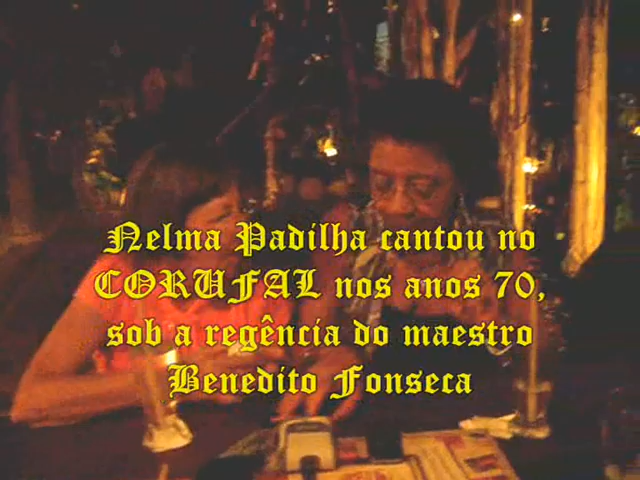 Nelma Padilha cantou no
CORUFAL nos anos 70,
sob a regência do maestro
Benedito Fonseca